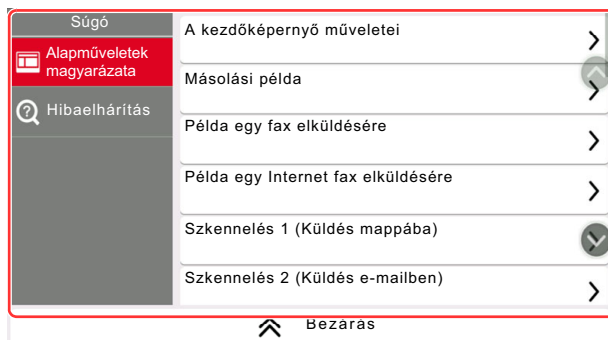 Súgó
Alapműveletek
magyarázata
Hibaelhárítás
A kezdőképernyő műveletei
Másolási példa
Példa egy fax elküldésére
Példa egy Internet fax elküldésére
Szkennelés 1 (Küldés mappába)
Szkennelés 2 (Küldés e-mailben)
Bezárás